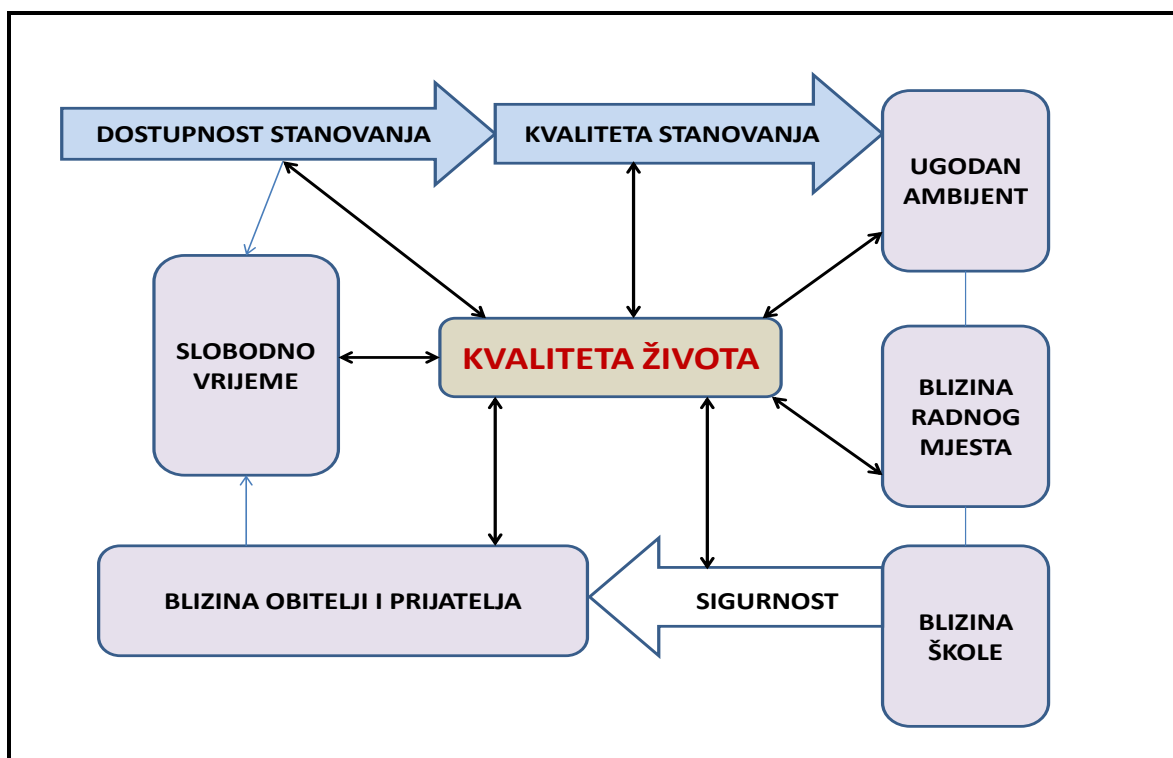 DOSTUPNOST STANOVANJA
KVALITETA STANOVANJA
UGODAN
AMBIJENT
SLOBODNO
VRIJEME
KVALITETA ŽIVOTA
BLIZINA
RADNOG
MJESTA
BLIZINA OBITELJI I PRIJATELJA
SIGURNOST
BLIZINA
ŠKOLE